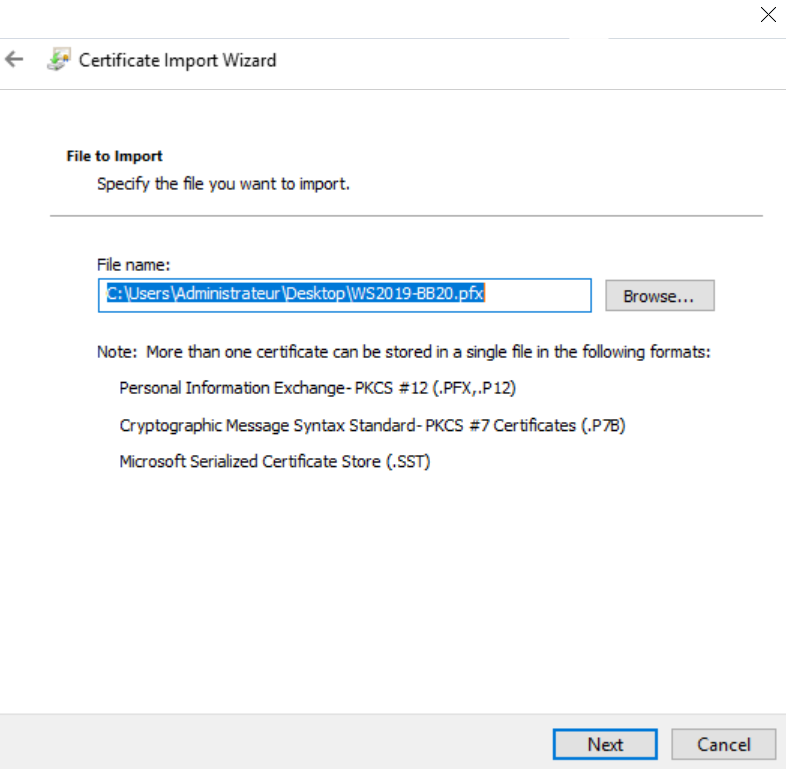 Certificate Import Wizard
File to Import
Specify the file you want to import.
File name:
C:\Users\Administrateur\Desktop\WS2019-BB20.pfx
Browse...
Note: More than one certificate can be stored in a single file in the following formats:
Personal Information Exchange- PKCS #12 (.PFX,.P12)
Cryptographic Message Syntax Standard- PKCS #7 Certificates (.P7B)
Microsoft Serialized Certificate Store (.SST)
Next
Cancel